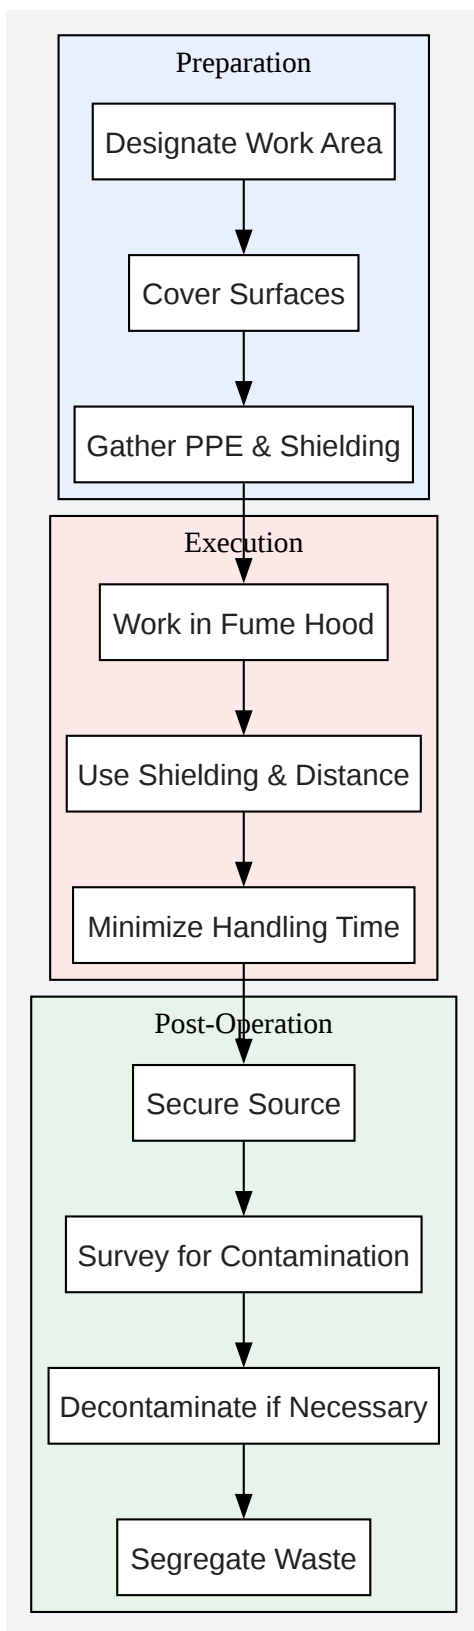 Preparation
Designate Work Area
Cover Surfaces
Gather PPE & Shielding
Execution
Work in Fume Hood
Use Shielding & Distance
Minimize Handling Time
Post-Operation
Secure Source
Survey for Contamination
Decontaminate if Necessary
Segregate Waste